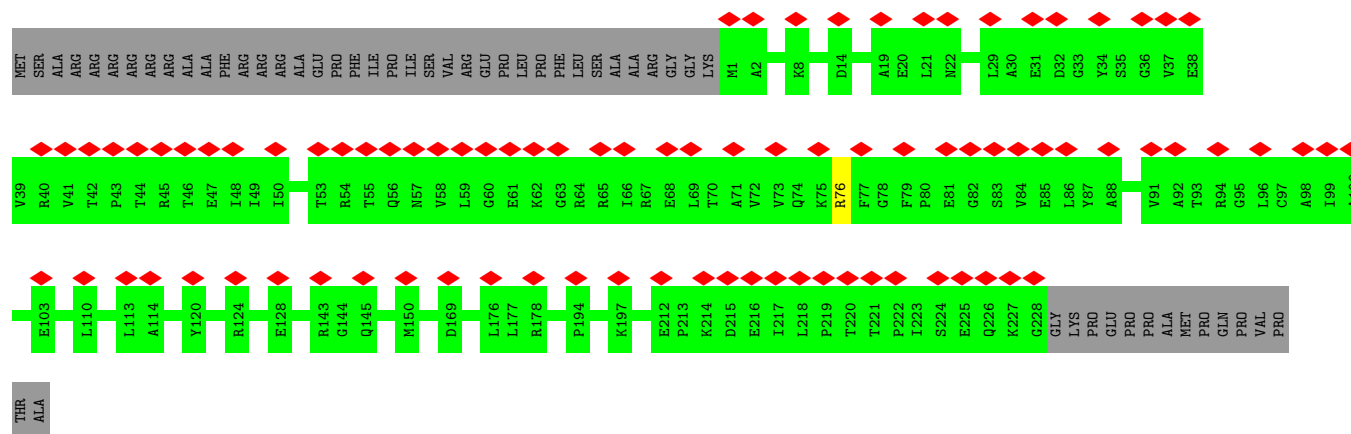 MET SER ALA ARG ARG ARG ARG ARG ARG ALA ALA PHE ARG ARG ARG ALA GLU PRO PHE ILE PRO ILE SER VAL ARG GLU PRO LEU PRO PHE LEU SER ALA ALA ARG GLY GLY LYS M1 A2 K8 D14 A19 E20 L21 N22 L29 A30 E31 D32 G33 Y34 S35 G36 V37 E38
V39 R40 V41 T42 P43 T44 R45 T46 E47 I48 I49 I50 T53 R54 T55 Q56 N57 V58 L59 G60 E61 K62 G63 R64 R65 I66 R67 E68 L69 T70 A71 V72 V73 Q74 K75 R76 F77 G78 F79 P80 E81 G82 S83 V84 E85 L86 Y87 A88 V91 A92 T93 R94 G95 L96 C97 A98 I99
E103 L110 L113 A114 Y120 R124 E128 R143 G144 Q145 M150 D169 L176 L177 R178 P194 K197 E212 P213 K214 D215 E216 I217 L218 P219 T220 T221 P222 I223 S224 E225 Q226 K227 G228 GLY LYS PRO GLU PRO PRO ALA MET PRO GLN PRO VAL PRO
THR ALA